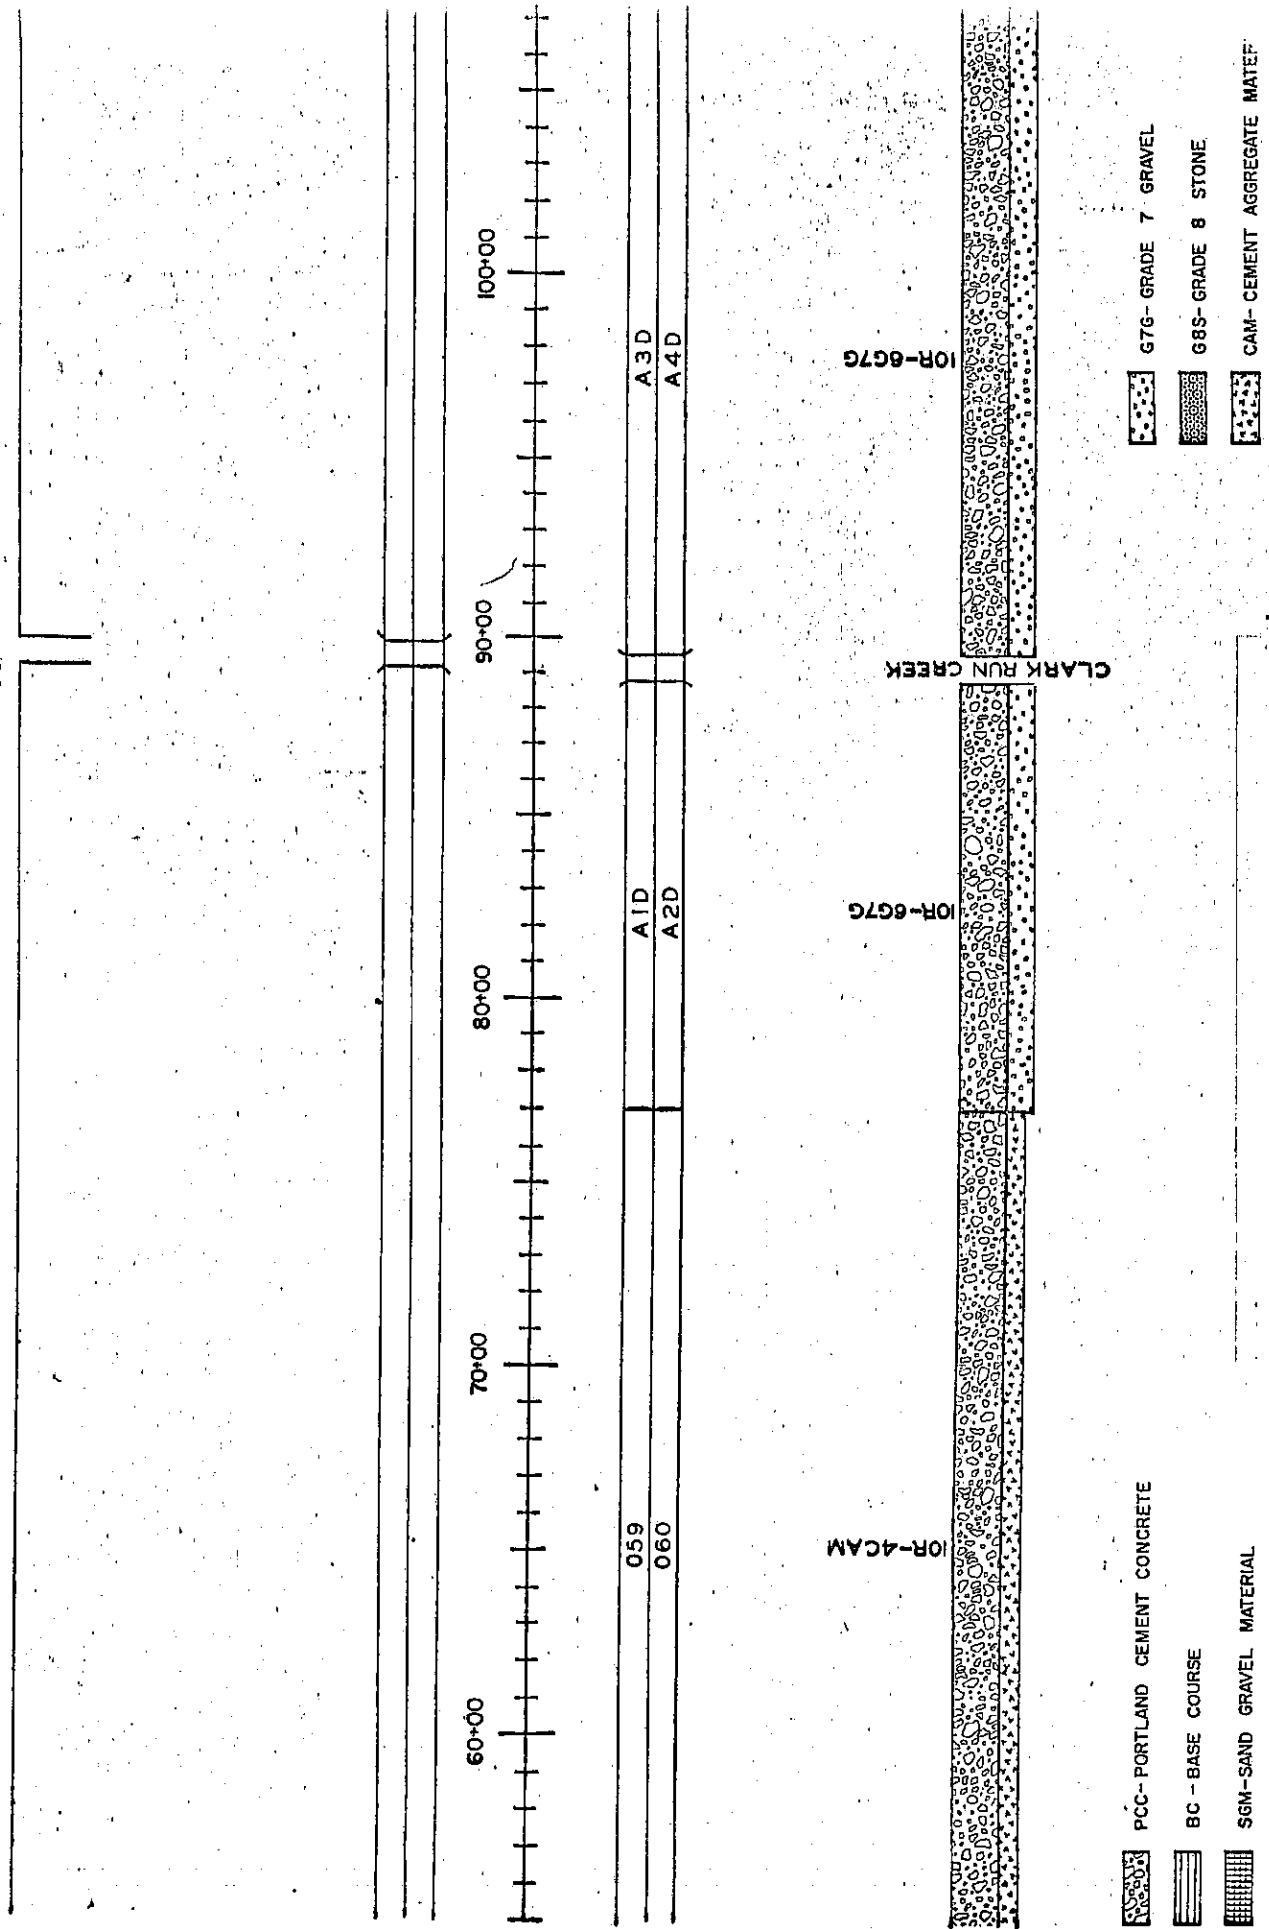 60+00
70+00
80+00
90+00
100+00
059
060
A1D
A2D
A3D
A4D
10R-4CAM
10R-6G7G
CLARK RUN CREEK
10R-6G7G
PCC-PORTLAND CEMENT CONCRETE
BC-BASE COURSE
SGM-SAND GRAVEL MATERIAL
G7G-GRADE 7 GRAVEL
G8S-GRADE 8 STONE
CAM-CEMENT AGGREGATE MATER